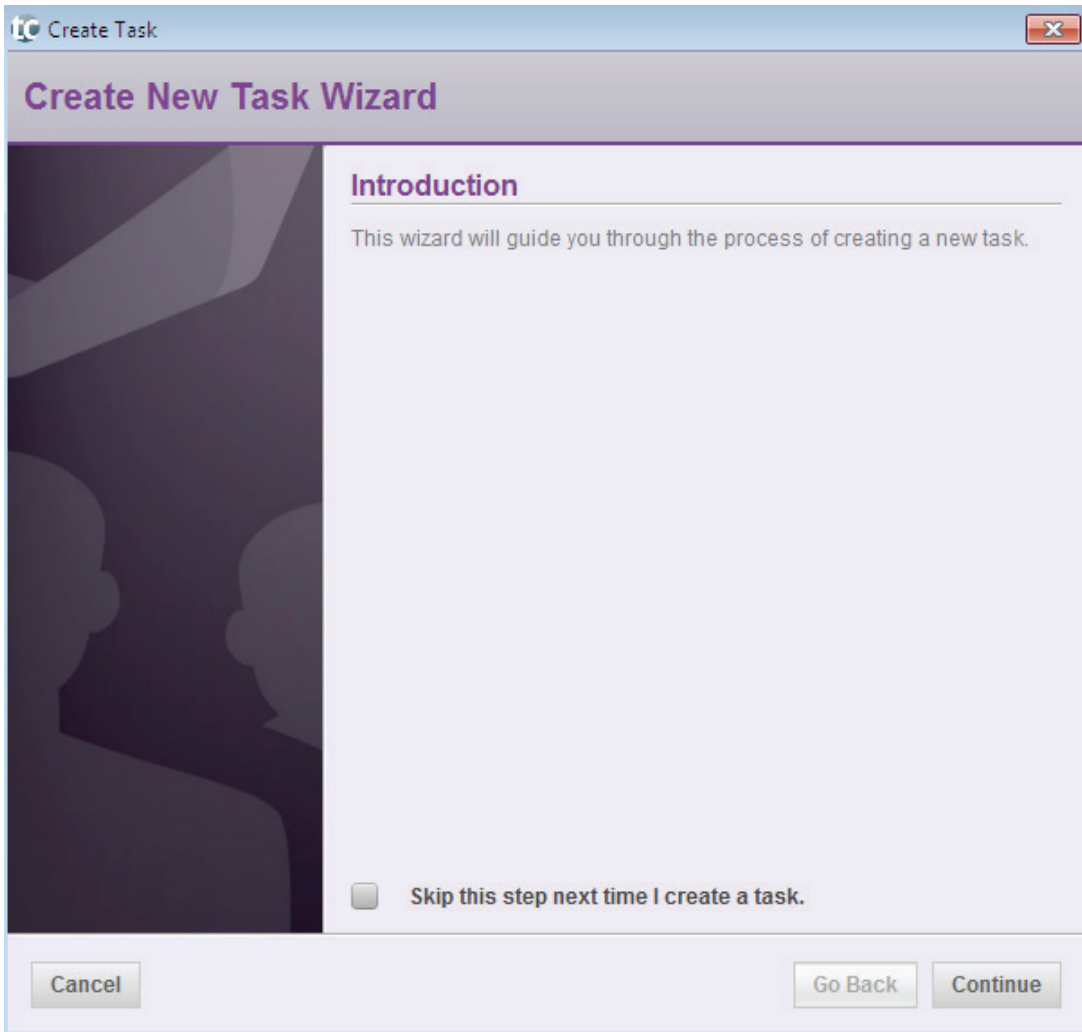 tc Create Task
Create New Task Wizard
Introduction
This wizard will guide you through the process of creating a new task.
Skip this step next time I create a task.
Cancel
Go Back
Continue